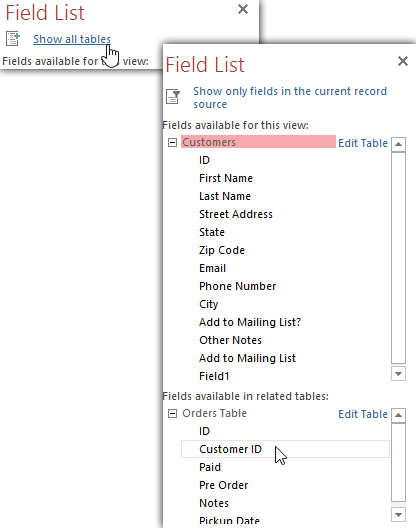 Field List
Show all tables
Fields available for this view:
Field List
Show only fields in the current record
source
Fields available for this view:
Customers Edit Table
ID
First Name
Last Name
Street Address
State
Zip Code
Email
Phone Number
City
Add to Mailing List?
Other Notes
Add to Mailing List
Field1
Fields available in related tables:
Orders Table Edit Table
ID
Customer ID
Paid
Pre Order
Notes
Pickup Date